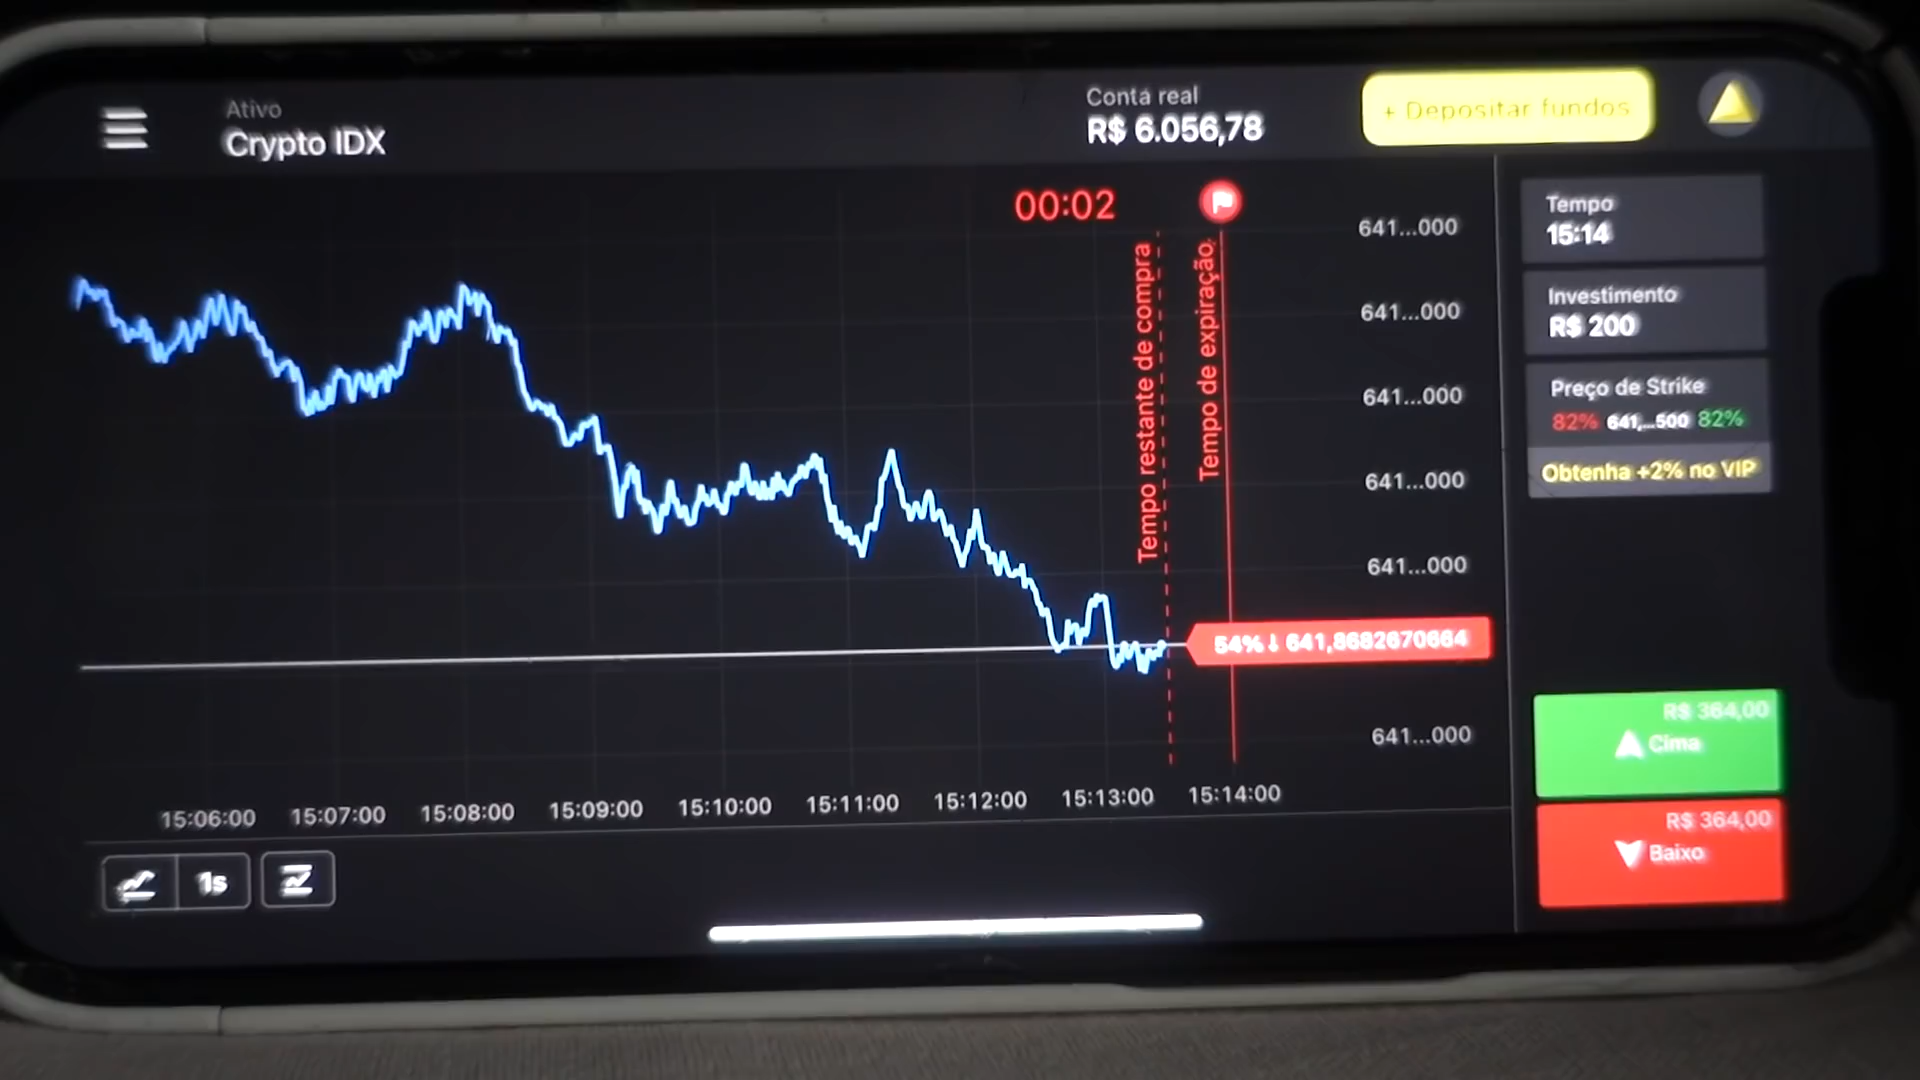 Ativo
Crypto IDX
Conta real
R$ 6.056,78
+ Depositar fundos
00:02
Tempo restante de compra
Tempo de expiração
641...000
641...000
641...000
641...000
641...000
54%↓ 641,8682670664
641...000
15:06:00 15:07:00 15:08:00 15:09:00 15:10:00 15:11:00 15:12:00 15:13:00 15:14:00
1s
Tempo
15:14
Investimento
R$ 200
Preço de Strike
82% 641,...500 82%
Obtenha +2% no VIP
R$ 364,00
Cima
R$ 364,00
Baixo